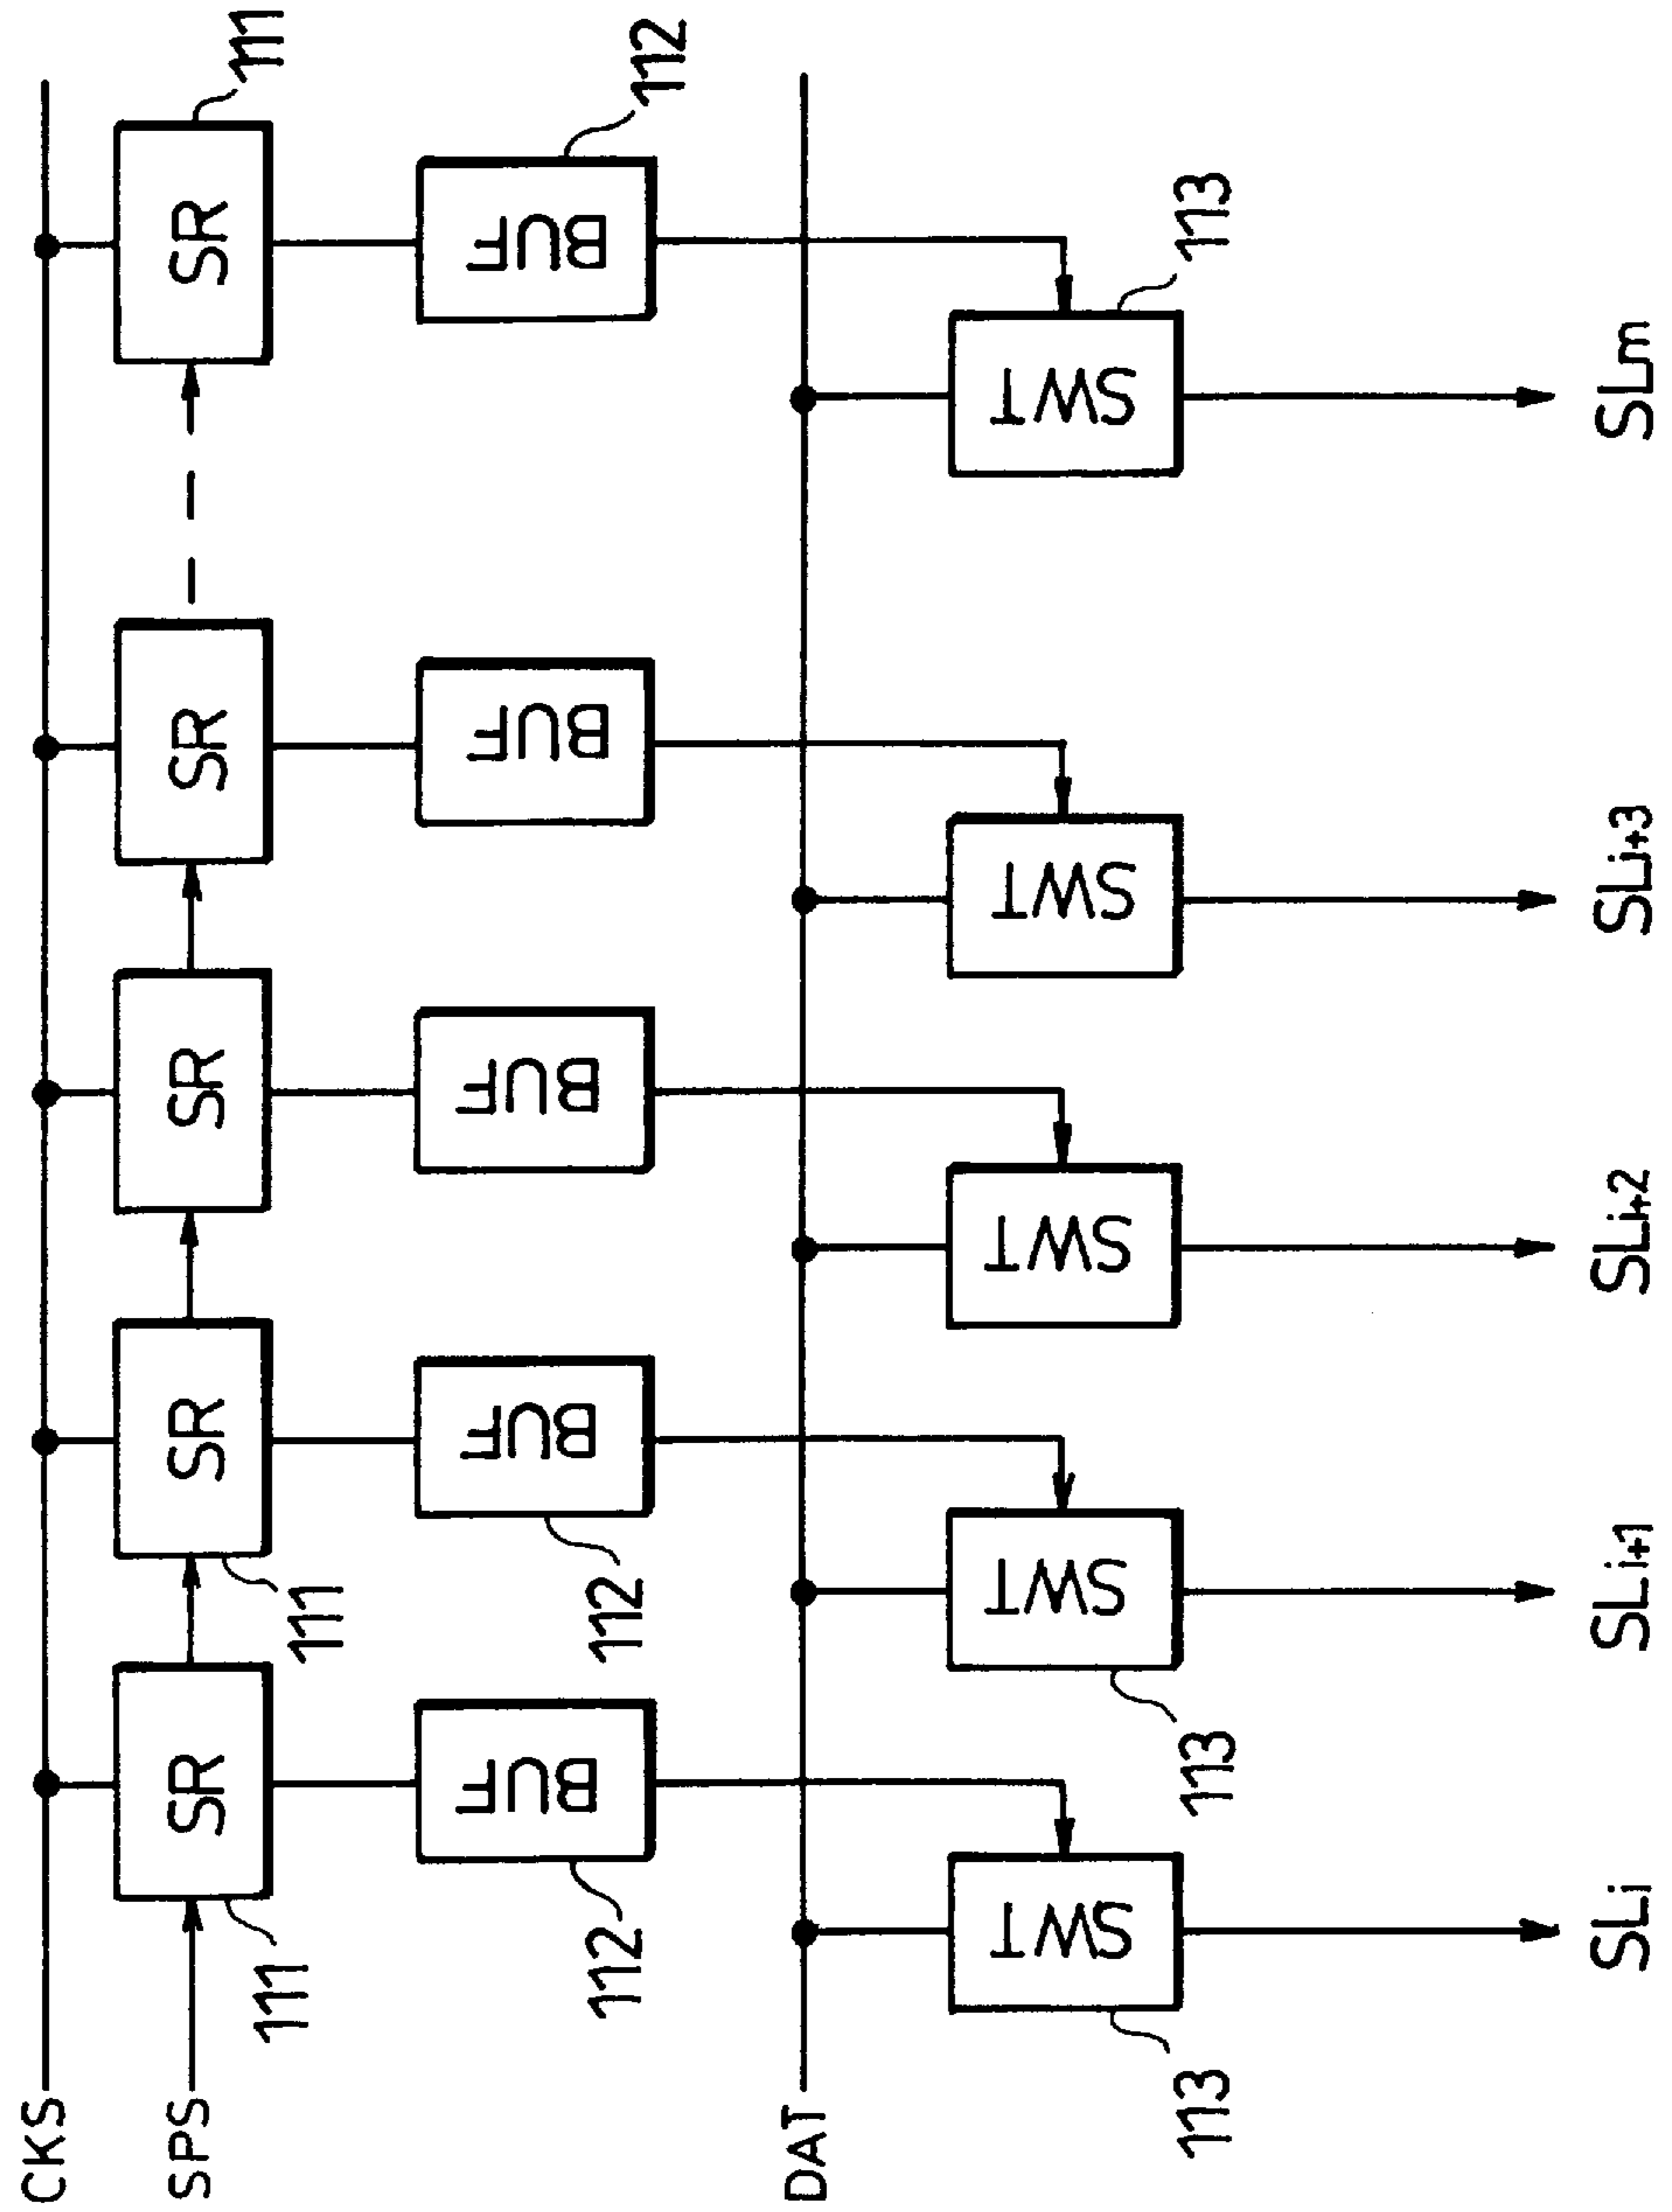 CKS
SPS
SR
SR
SR
SR
SR
111
111
111
BUF
BUF
BUF
BUF
BUF
112
112
112
DAT
SWT
SWT
SWT
SWT
SWT
113
113
113
SLi
SLi+1
SLi+2
SLi+3
SLm